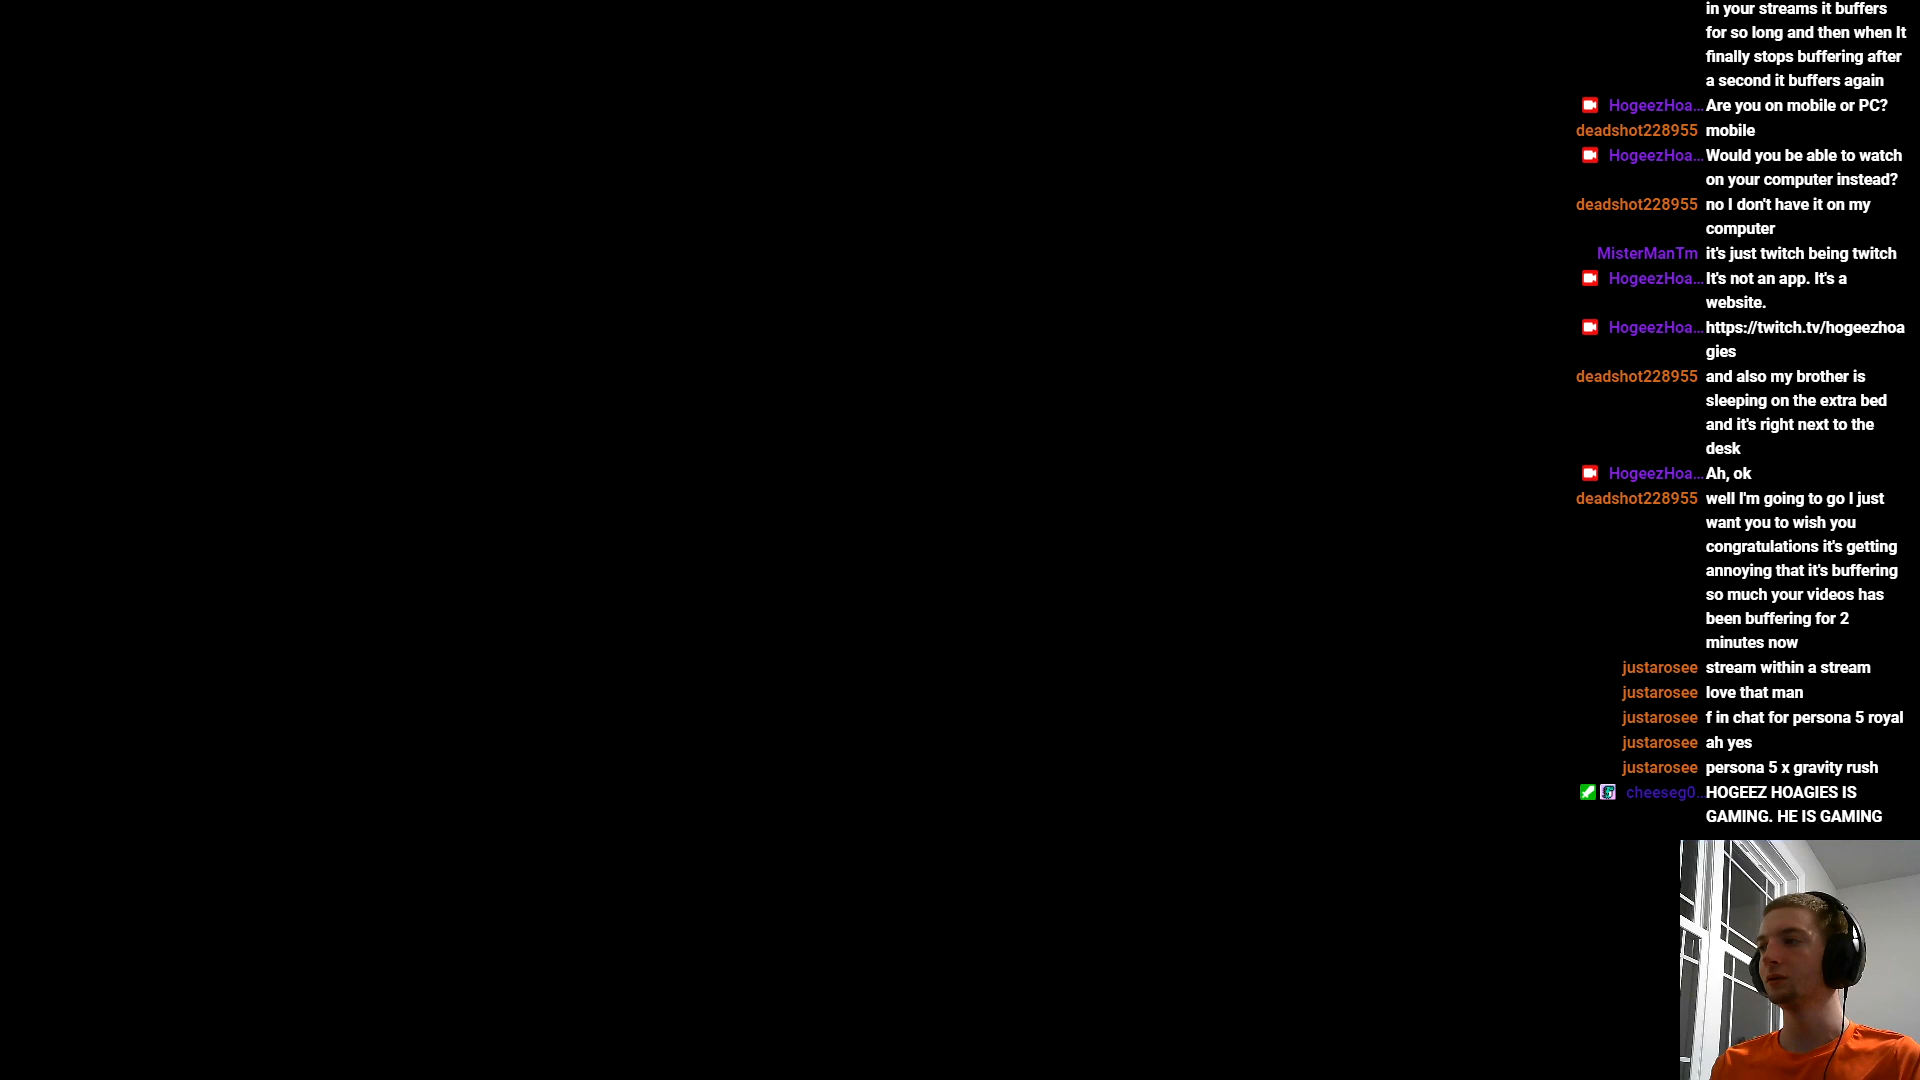 in your streams it buffers
for so long and then when It
finally stops buffering after
a second it buffers again
HogeezHoa... Are you on mobile or PC?
deadshot228955 mobile
HogeezHoa... Would you be able to watch
on your computer instead?
deadshot228955 no I don't have it on my
computer
MisterManTm it's just twitch being twitch
HogeezHoa... It's not an app. It's a
website.
HogeezHoa... https://twitch.tv/hogeezhoa
gies
deadshot228955 and also my brother is
sleeping on the extra bed
and it's right next to the
desk
HogeezHoa... Ah, ok
deadshot228955 well I'm going to go I just
want you to wish you
congratulations it's getting
annoying that it's buffering
so much your videos has
been buffering for 2
minutes now
justarosee stream within a stream
justarosee love that man
justarosee f in chat for persona 5 royal
justarosee ah yes
justarosee persona 5 x gravity rush
cheeseg0... HOGEEZ HOAGIES IS
GAMING. HE IS GAMING